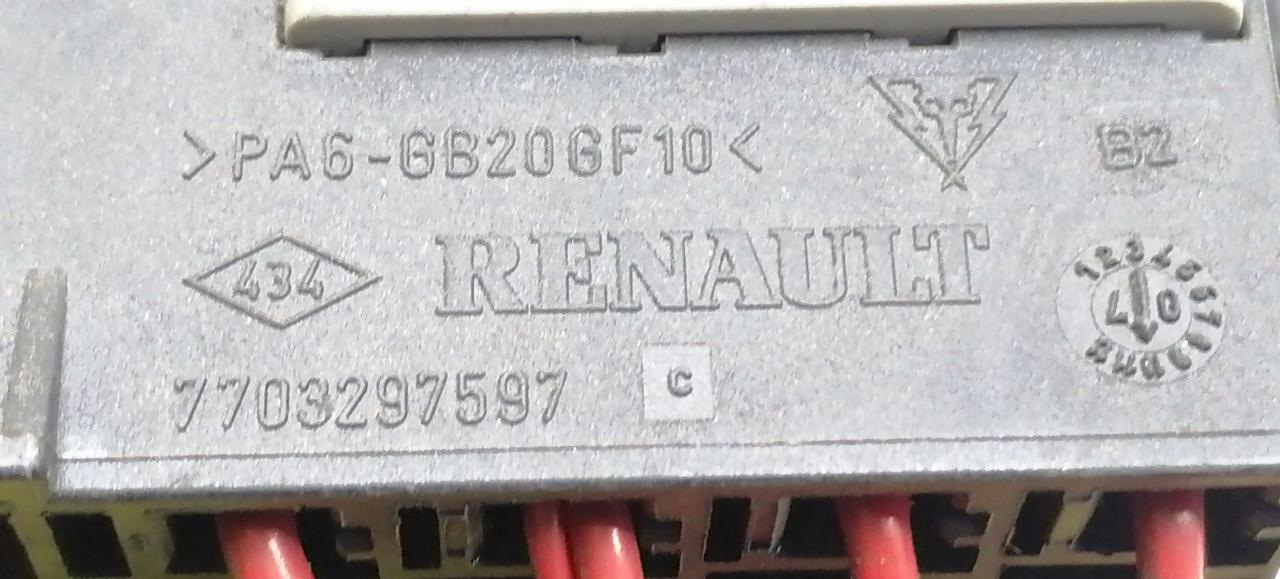 >PA6-GB20GF10<
B2
434
RENAULT
7703297597
C